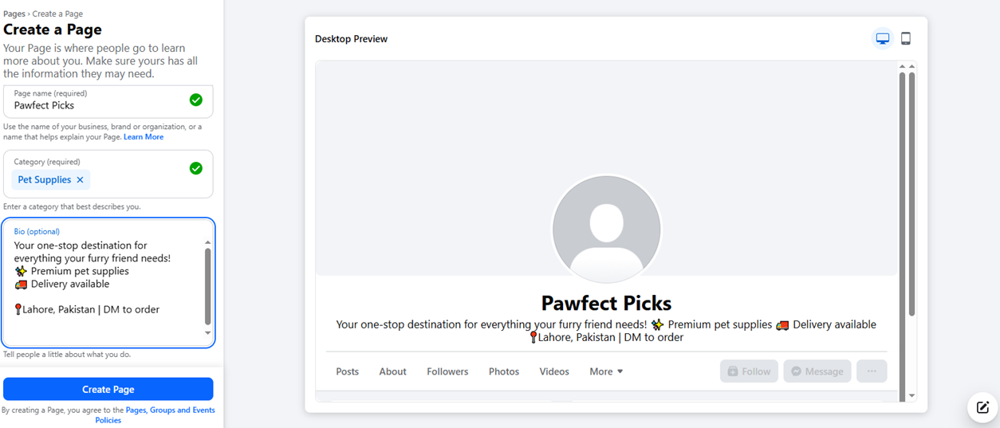 Pages › Create a Page
Create a Page
Your Page is where people go to learn
more about you. Make sure yours has all
the information they may need.
Page name (required)
Pawfect Picks
Use the name of your business, brand or organization, or a
name that helps explain your Page. Learn More
Category (required)
Pet Supplies ✕
Enter a category that best describes you.
Bio (optional)
Your one-stop destination for
everything your furry friend needs!
✨ Premium pet supplies
🚚 Delivery available
📍Lahore, Pakistan | DM to order
Tell people a little about what you do.
Create Page
By creating a Page, you agree to the Pages, Groups and Events
Policies
Desktop Preview
Pawfect Picks
Your one-stop destination for everything your furry friend needs! ✨ Premium pet supplies 🚚 Delivery available
📍Lahore, Pakistan | DM to order
Posts About Followers Photos Videos More Follow Message ...